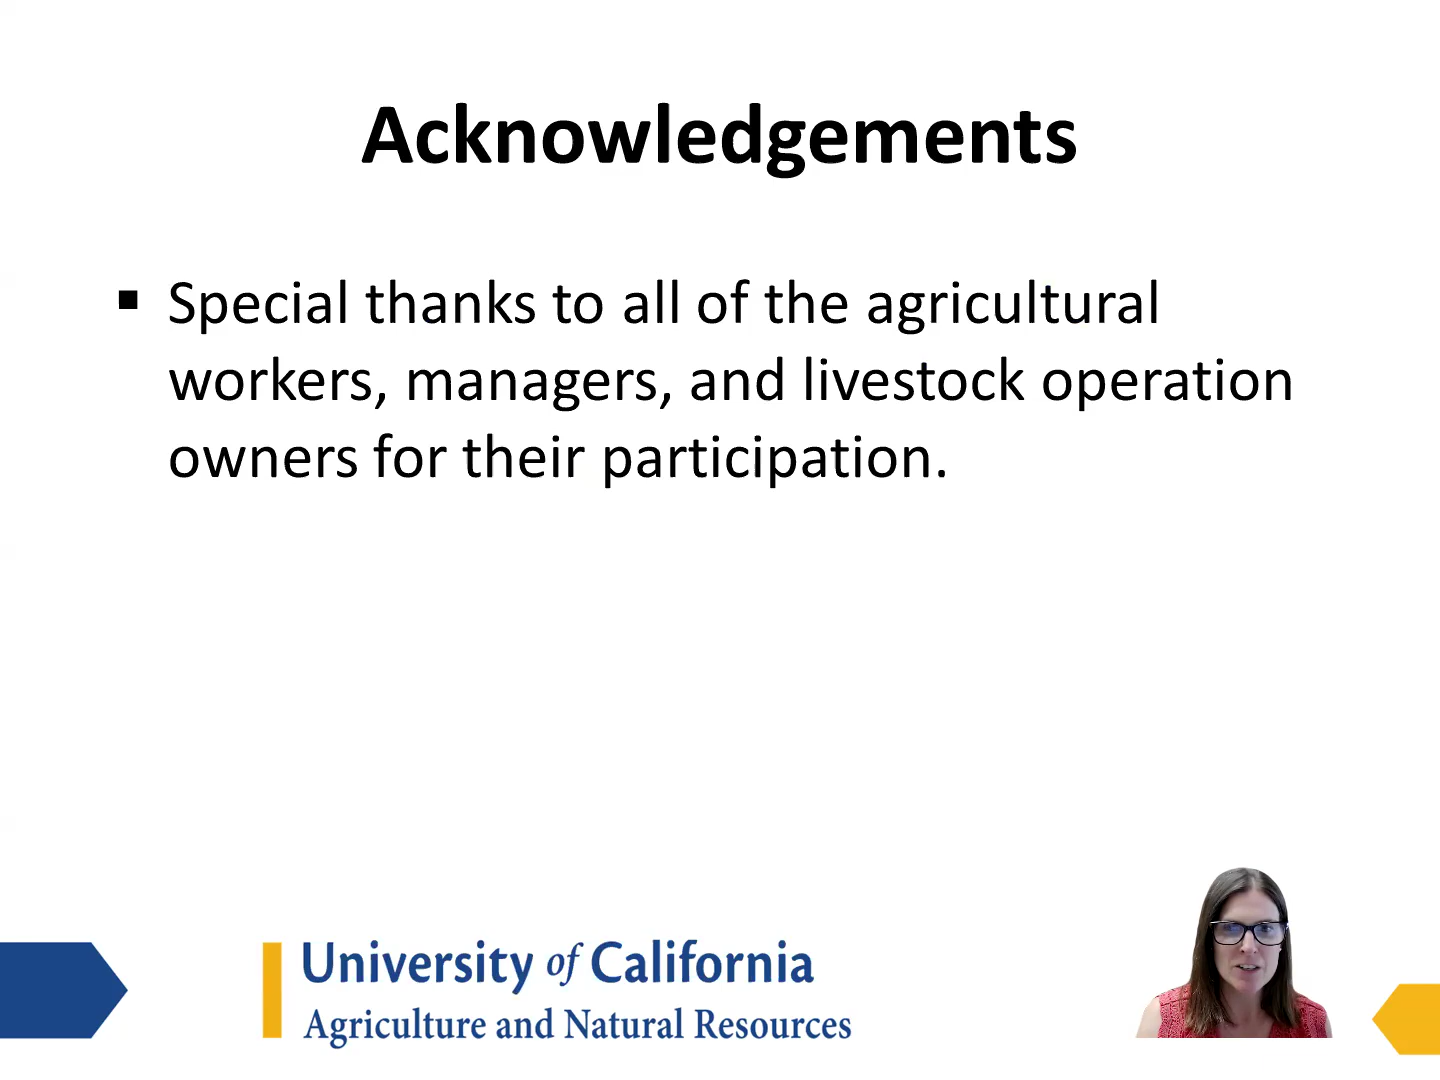 Acknowledgements
▪ Special thanks to all of the agricultural
workers, managers, and livestock operation
owners for their participation.
University of California
Agriculture and Natural Resources